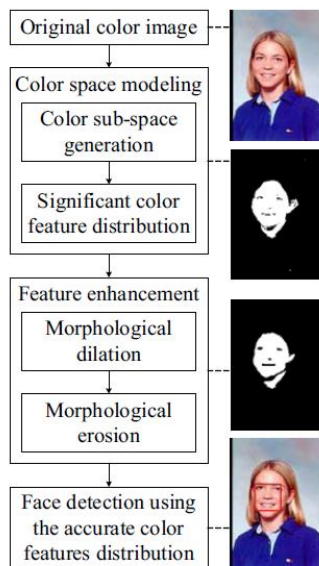 Original color image
Color space modeling
Color sub-space
generation
Significant color
feature distribution
Feature enhancement
Morphological
dilation
Morphological
erosion
Face detection using
the accurate color
features distribution